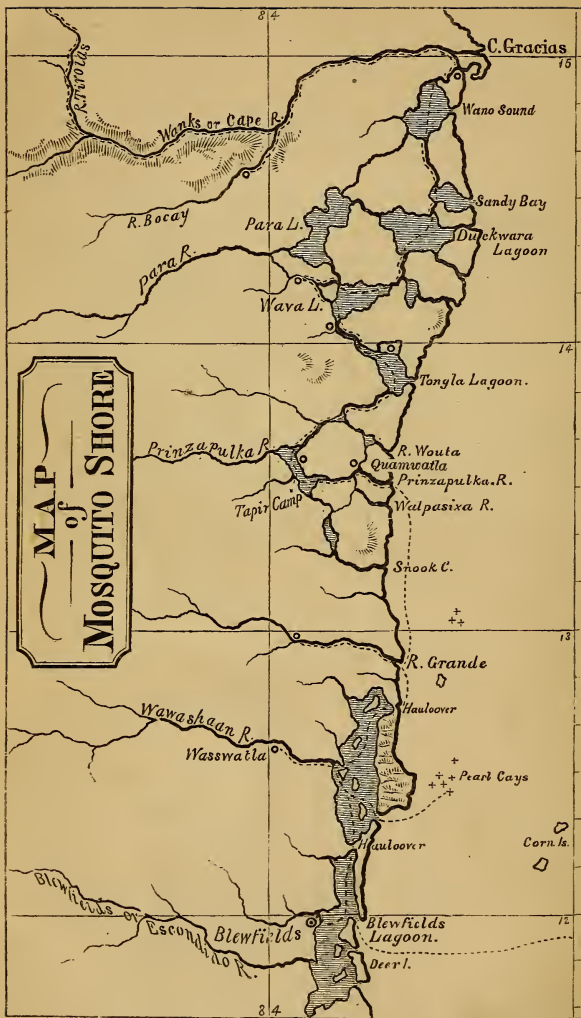 84
C. Gracias
15
R. Tirolas
Wano Sound
Wanks or Cape R.
Sandy Bay
R. Bocay
Para L.
Duckwara
Lagoon
Para R.
Wava L.
14
Tongla Lagoon.
MAP
of
MOSQUITO SHORE
Prinzapulka R.
R. Wouta
Quamwatla
Prinzapulka. R.
Tapir Camp
Walpasixa R.
Snook C.
13
R. Grande
Hauloover
Wawashaan R.
Wasswatla
Pearl Cays
Hauloover
Corn Is.
Blewfields or Escondido R.
12
Blewfields
Blewfields
Lagoon.
Deer I.
84